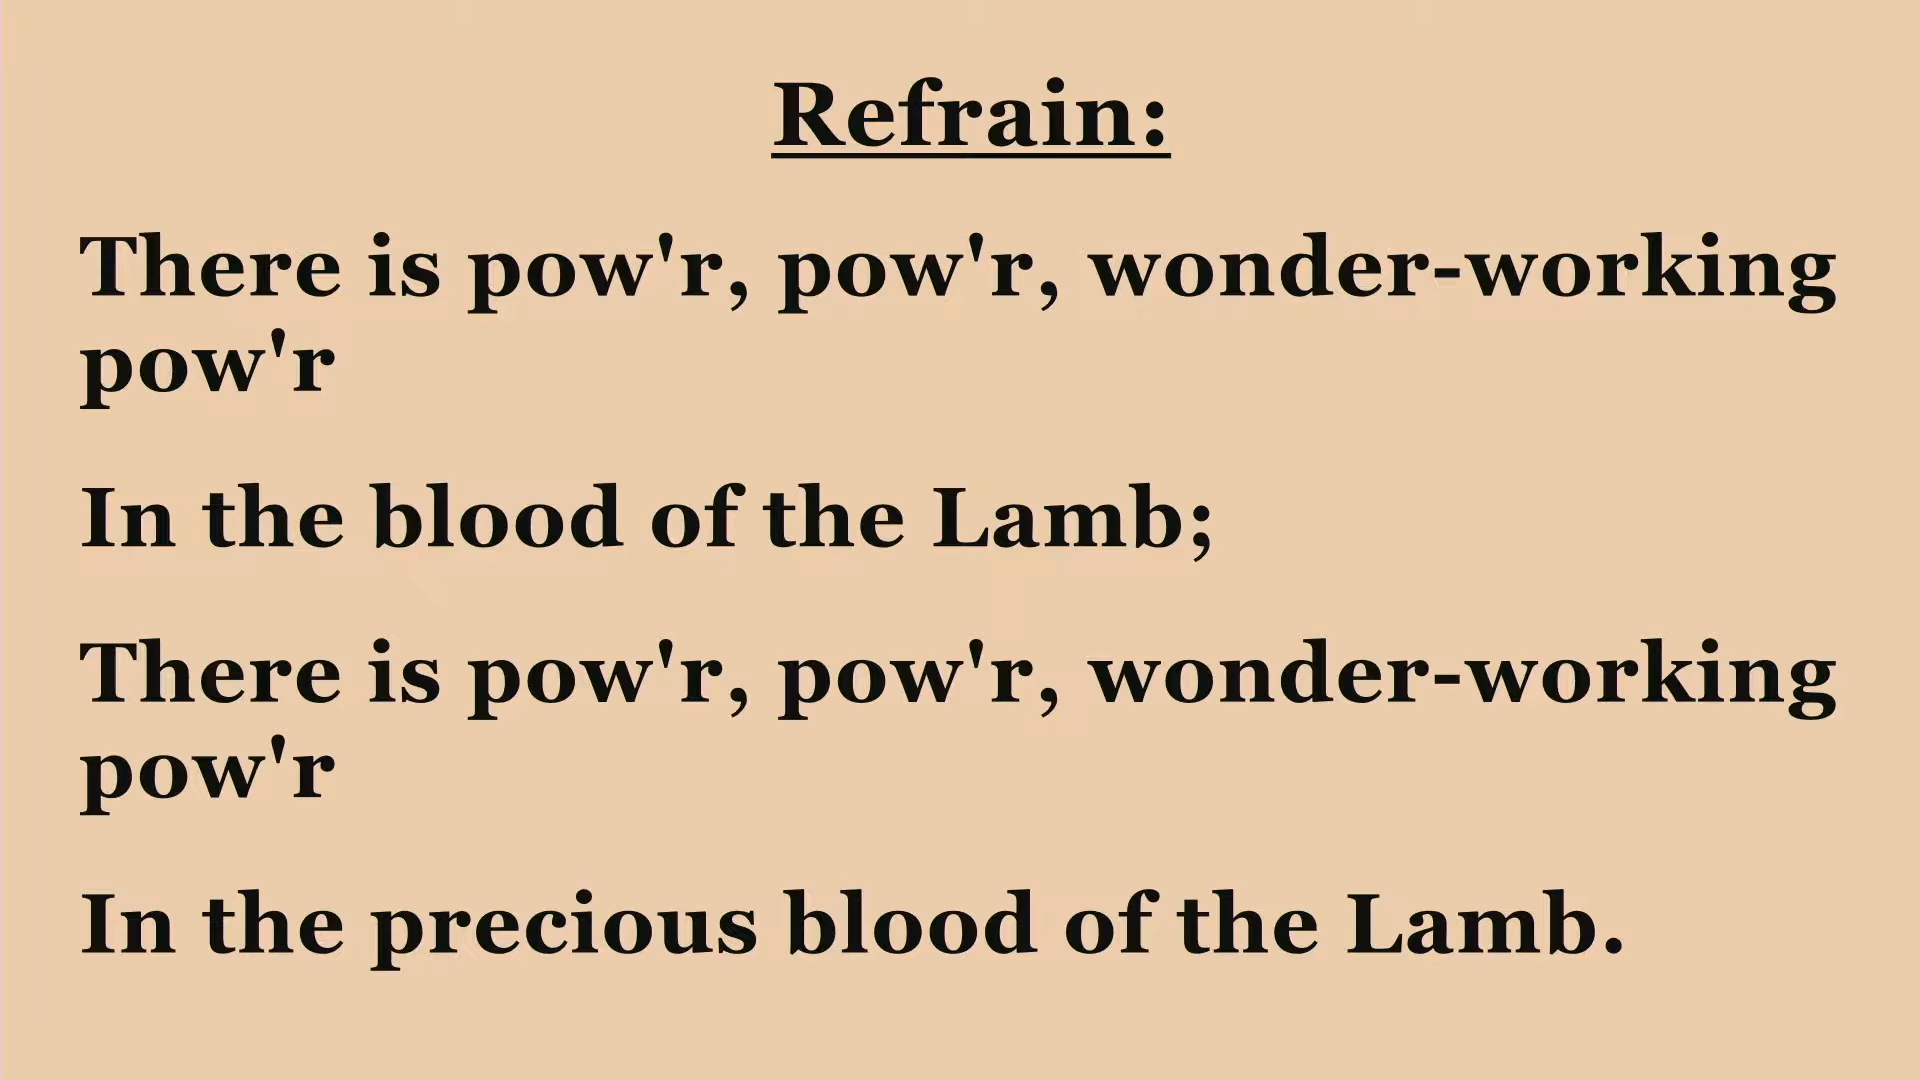 Refrain:
There is pow'r, pow'r, wonder-working
pow'r
In the blood of the Lamb;
There is pow'r, pow'r, wonder-working
pow'r
In the precious blood of the Lamb.